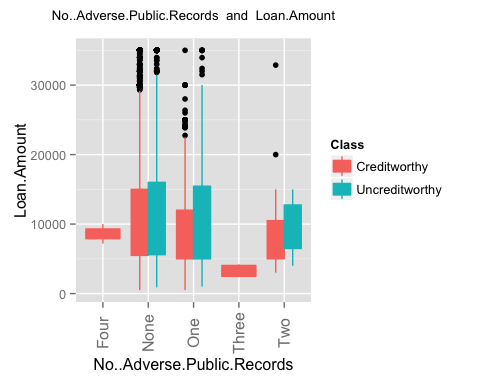 No..Adverse.Public.Records and Loan.Amount
Loan.Amount
30000
20000
10000
0
Four
None
One
Three
Two
No..Adverse.Public.Records
Class
Creditworthy
Uncreditworthy